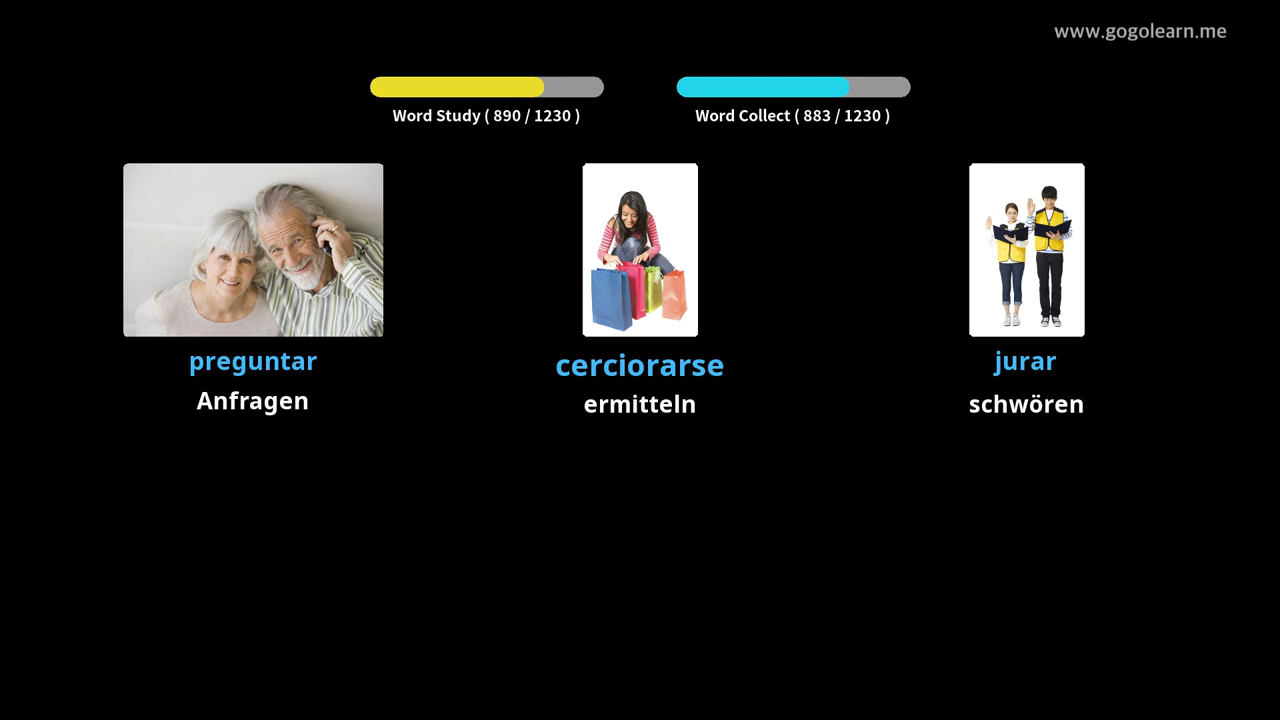 www.gogolearn.me
Word Study ( 890 / 1230 )
Word Collect ( 883 / 1230 )
preguntar
Anfragen
cerciorarse
ermitteln
jurar
schwören